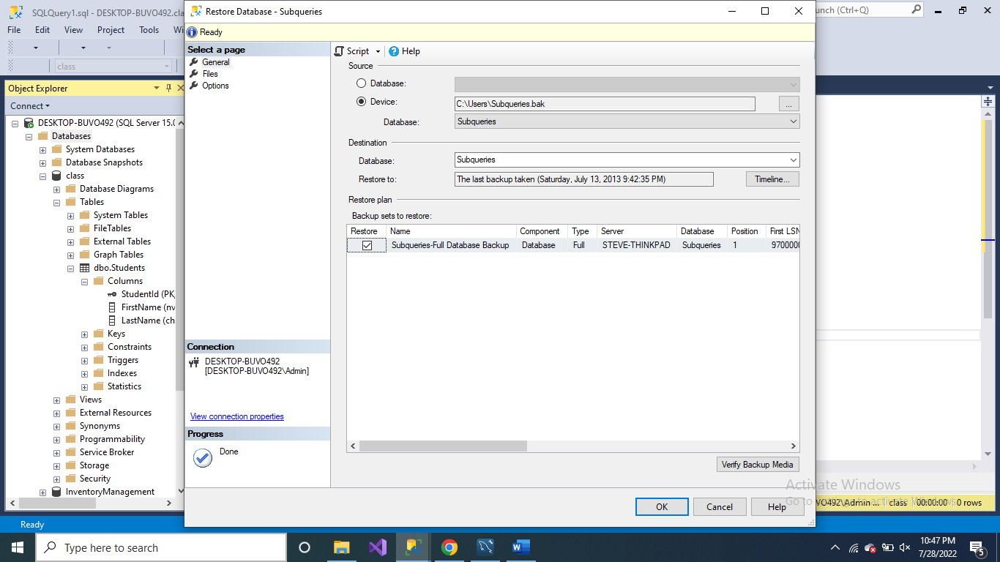 SQLQuery1.sql - DESKTOP-BUVO492.cla
Restore Database - Subqueries
unch (Ctrl+Q)
File Edit View Project Tools Wi
Ready
class
Select a page
General
Files
Options
Script Help
Source
Database:
Device: C:\Users\Subqueries.bak ...
Database: Subqueries
Destination
Database: Subqueries
Restore to: The last backup taken (Saturday, July 13, 2013 9:42:35 PM) Timeline...
Restore plan
Backup sets to restore:
Restore Name Component Type Server Database Position First LSN
Subqueries-Full Database Backup Database Full STEVE-THINKPAD Subqueries 1 9700000
Verify Backup Media
OK Cancel Help
Connection
DESKTOP-BUVO492
[DESKTOP-BUVO492\Admin]
View connection properties
Progress
Done
Object Explorer
Connect
DESKTOP-BUVO492 (SQL Server 15.0
Databases
System Databases
Database Snapshots
class
Database Diagrams
Tables
System Tables
FileTables
External Tables
Graph Tables
dbo.Students
Columns
StudentId (PK,
FirstName (nv
LastName (ch
Keys
Constraints
Triggers
Indexes
Statistics
Views
External Resources
Synonyms
Programmability
Service Broker
Storage
Security
InventoryManagement
Activate Windows
Go to Settings to activate Windows.
VO492\Admin ... class 00:00:00 0 rows
Ready
Type here to search
10:47 PM
7/28/2022
5